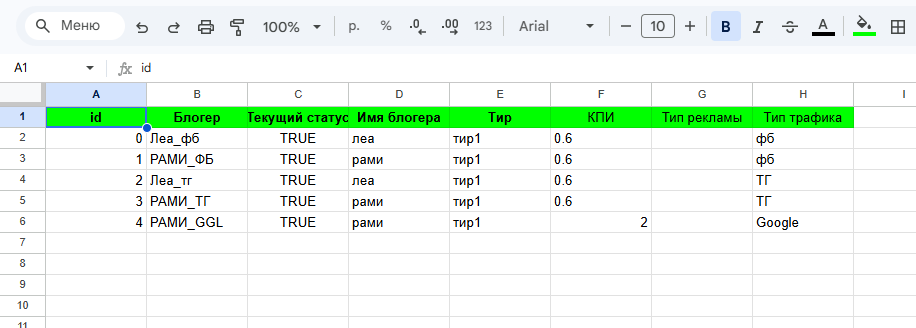 Меню 100% р. % .0 .00 123 Arial 10 B I S A
A1 fx id
A B C D E F G H I
1 id Блогер Текущий статус Имя блогера Тир КПИ Тип рекламы Тип трафика
2 0 Леа_фб TRUE леа тир1 0.6 фб
3 1 РАМИ_ФБ TRUE рами тир1 0.6 фб
4 2 Леа_тг TRUE леа тир1 0.6 ТГ
5 3 РАМИ_ТГ TRUE рами тир1 0.6 ТГ
6 4 РАМИ_GGL TRUE рами тир1 2 Google
7
8
9
10
11